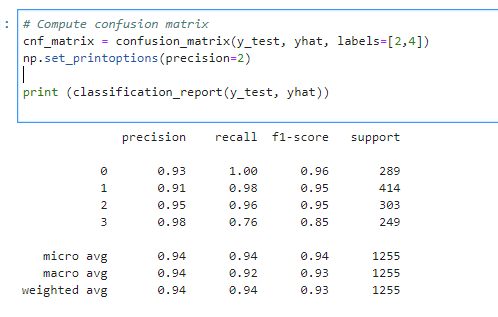 :
# Compute confusion matrix
cnf_matrix = confusion_matrix(y_test, yhat, labels=[2,4])
np.set_printoptions(precision=2)
print (classification_report(y_test, yhat))
precision recall f1-score support
0 0.93 1.00 0.96 289
1 0.91 0.98 0.95 414
2 0.95 0.96 0.95 303
3 0.98 0.76 0.85 249
micro avg 0.94 0.94 0.94 1255
macro avg 0.94 0.92 0.93 1255
weighted avg 0.94 0.94 0.93 1255